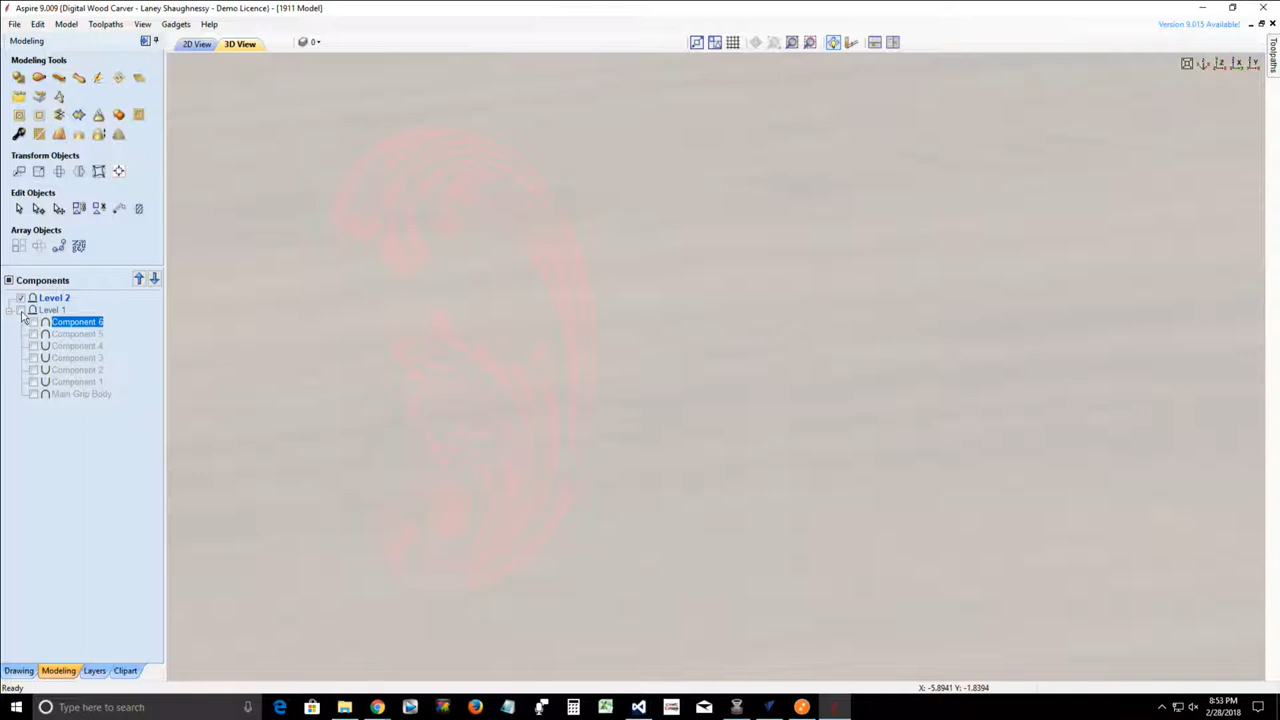 Aspire 9.009 (Digital Wood Carver - Laney Shaughnessy - Demo Licence) - [1911 Model]
File Edit Model Toolpaths View Gadgets Help
Version 9.015 Available!
Modeling
2D View 3D View 0
Toolpaths
Modeling Tools
Transform Objects
Edit Objects
Array Objects
Components
Level 2
Level 1
Component 6
Component 5
Component 4
Component 3
Component 2
Component 1
Main Grip Body
Drawing Modeling Layers Clipart
Ready
X: -5.8941 Y: -1.8394
Type here to search
8:53 PM
2/28/2018